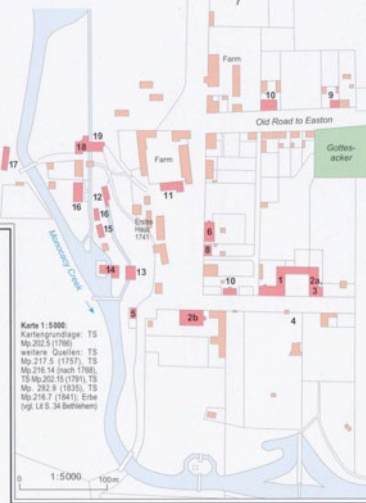 7
Farm
10
9
Old Road to Easton
Gottes-
acker
19
18
17
Farm
11
16
12
16
15
Erstes
Haus
1741
6
8
Monocacy Creek
14
13
10
1
2a,
3
5
2b
4
Karte 1:5000:
Kartengrundlage: TS
Mp.202.5 (1766)
weitere Quellen: TS
Mp.217.5 (1757), TS
Mp.216.14 (nach 1768),
TS Mp.202.15 (1791), TS
Mp. 282.9 (1835), TS
Mp.216.7 (1841); Erbe
(vgl. Lit S. 34 Bethlehem)
1:5000
0
100m